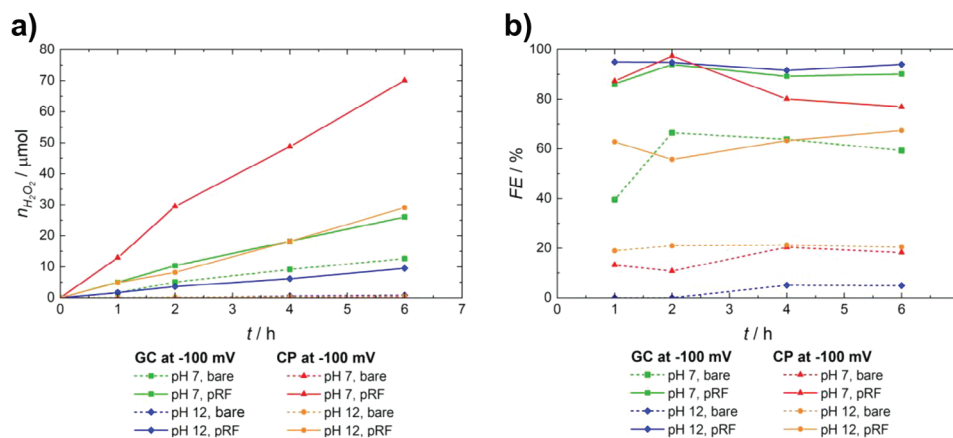 a)
80
70
60
50
40
30
20
10
0
n_{H_2O_2} / μmol
0 1 2 3 4 5 6 7
t / h
GC at -100 mV CP at -100 mV
pH 7, bare pH 7, bare
pH 7, pRF pH 7, pRF
pH 12, bare pH 12, bare
pH 12, pRF pH 12, pRF
b)
100
80
60
40
20
0
FE / %
0 1 2 3 4 5 6 7
t / h
GC at -100 mV CP at -100 mV
pH 7, bare pH 7, bare
pH 7, pRF pH 7, pRF
pH 12, bare pH 12, bare
pH 12, pRF pH 12, pRF